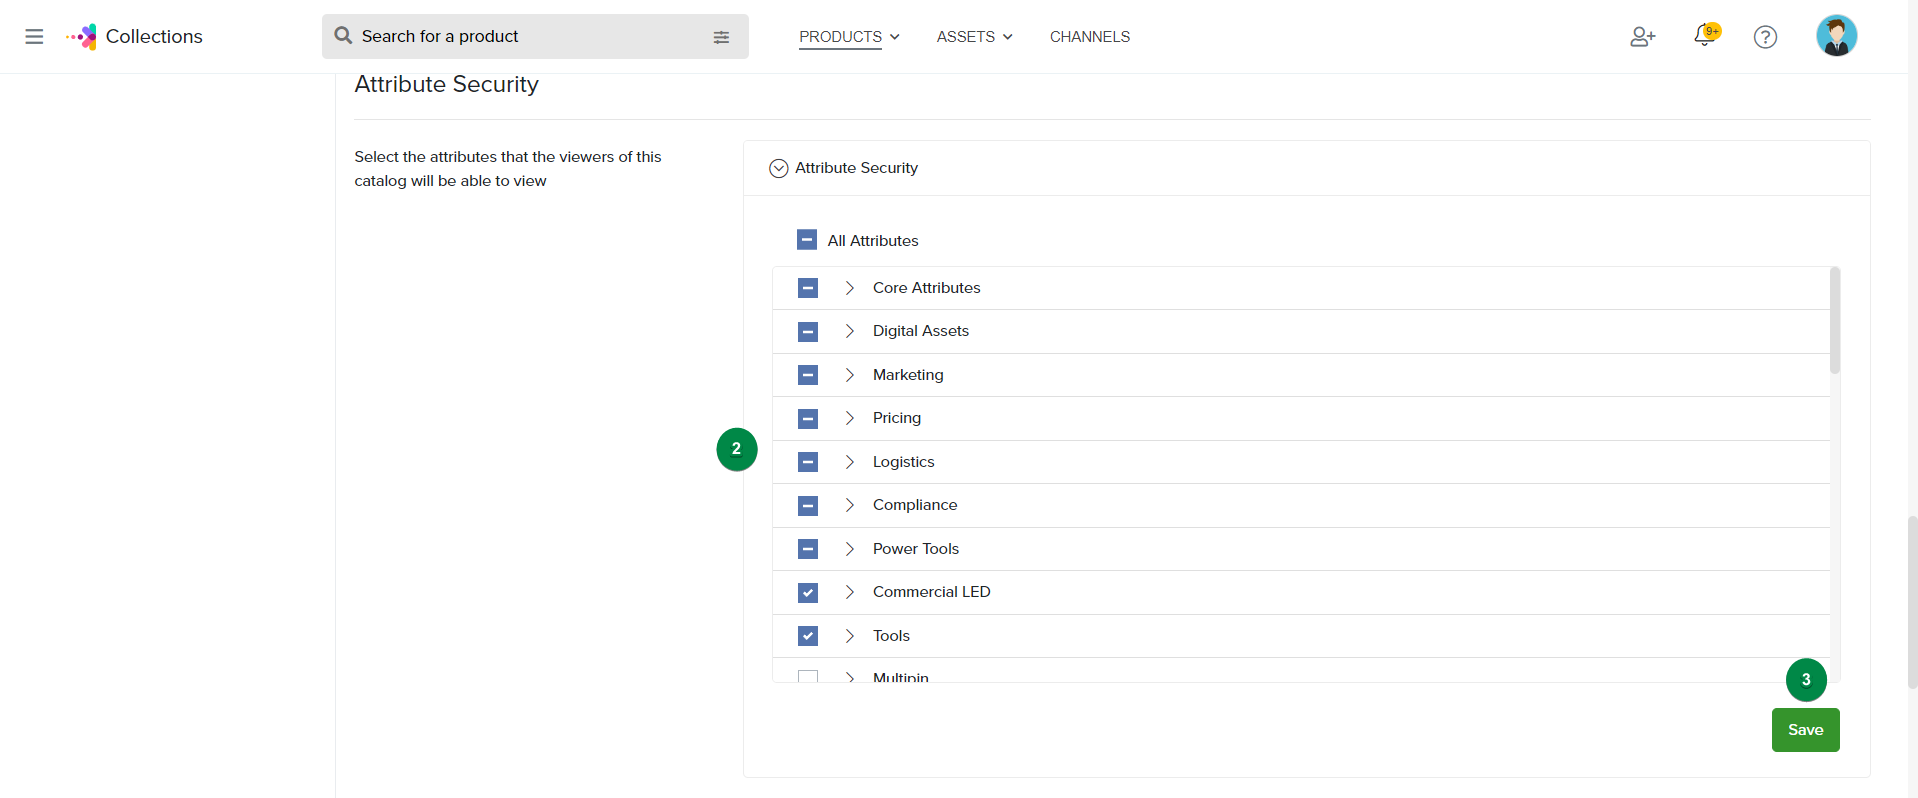 Collections
Search for a product
PRODUCTS
ASSETS
CHANNELS
9+
?
Attribute Security
Select the attributes that the viewers of this
catalog will be able to view
Attribute Security
All Attributes
Core Attributes
Digital Assets
Marketing
Pricing
2
Logistics
Compliance
Power Tools
Commercial LED
Tools
Multipin
3
Save